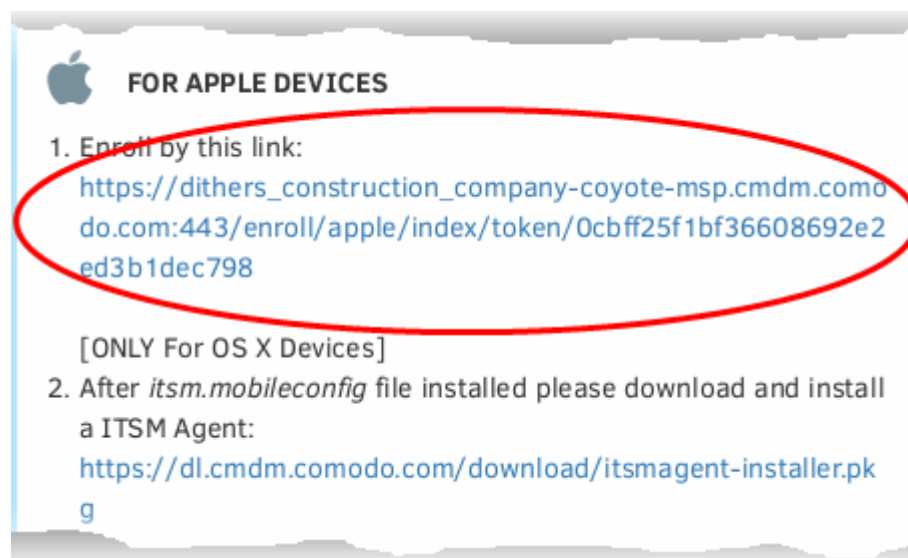 FOR APPLE DEVICES
1. Enroll by this link:
https://dithers_construction_company-coyote-msp.cmdm.como
do.com:443/enroll/apple/index/token/0cbff25f1bf36608692e2
ed3b1dec798
[ONLY For OS X Devices]
2. After itsm.mobileconfig file installed please download and install
a ITSM Agent:
https://dl.cmdm.comodo.com/download/itsmagent-installer.pk
g